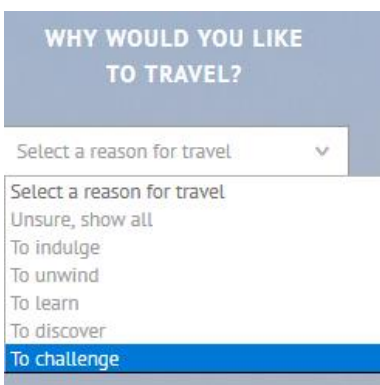 WHY WOULD YOU LIKE
TO TRAVEL?
Select a reason for travel
Select a reason for travel
Unsure, show all
To indulge
To unwind
To learn
To discover
To challenge